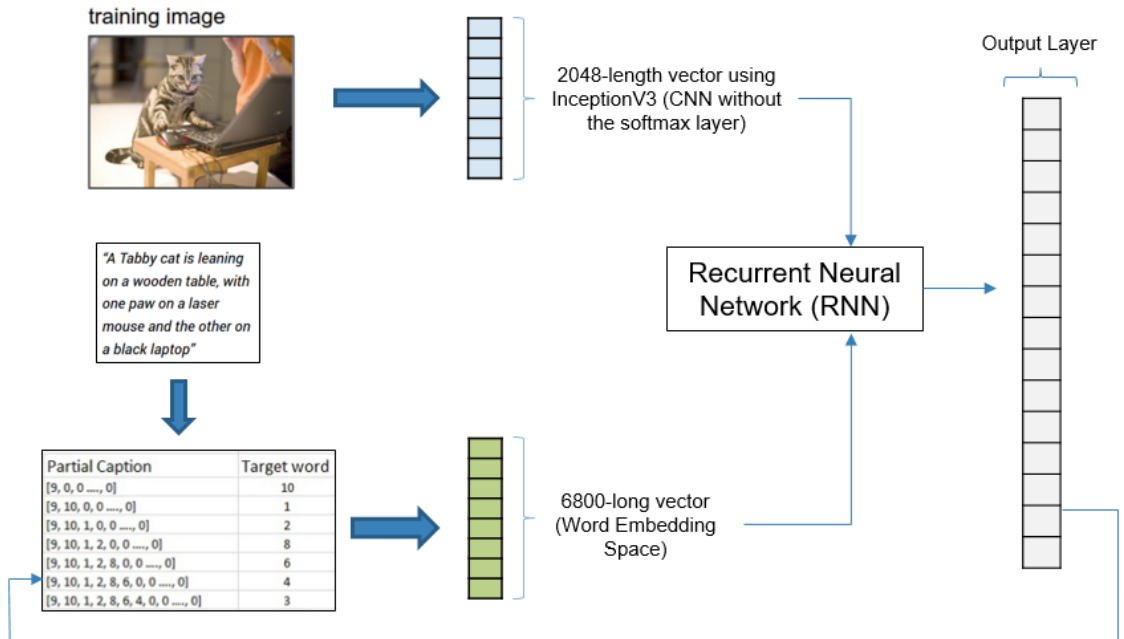 training image
2048-length vector using
InceptionV3 (CNN without
the softmax layer)
Output Layer
Recurrent Neural
Network (RNN)
"A Tabby cat is leaning
on a wooden table, with
one paw on a laser
mouse and the other on
a black laptop"
Partial Caption Target word
[9, 0, 0 ...., 0] 10
[9, 10, 0, 0 ...., 0] 1
[9, 10, 1, 0, 0 ...., 0] 2
[9, 10, 1, 2, 0, 0 ...., 0] 8
[9, 10, 1, 2, 8, 0, 0 ...., 0] 6
[9, 10, 1, 2, 8, 6, 0, 0 ...., 0] 4
[9, 10, 1, 2, 8, 6, 4, 0, 0 ...., 0] 3
6800-long vector
(Word Embedding
Space)